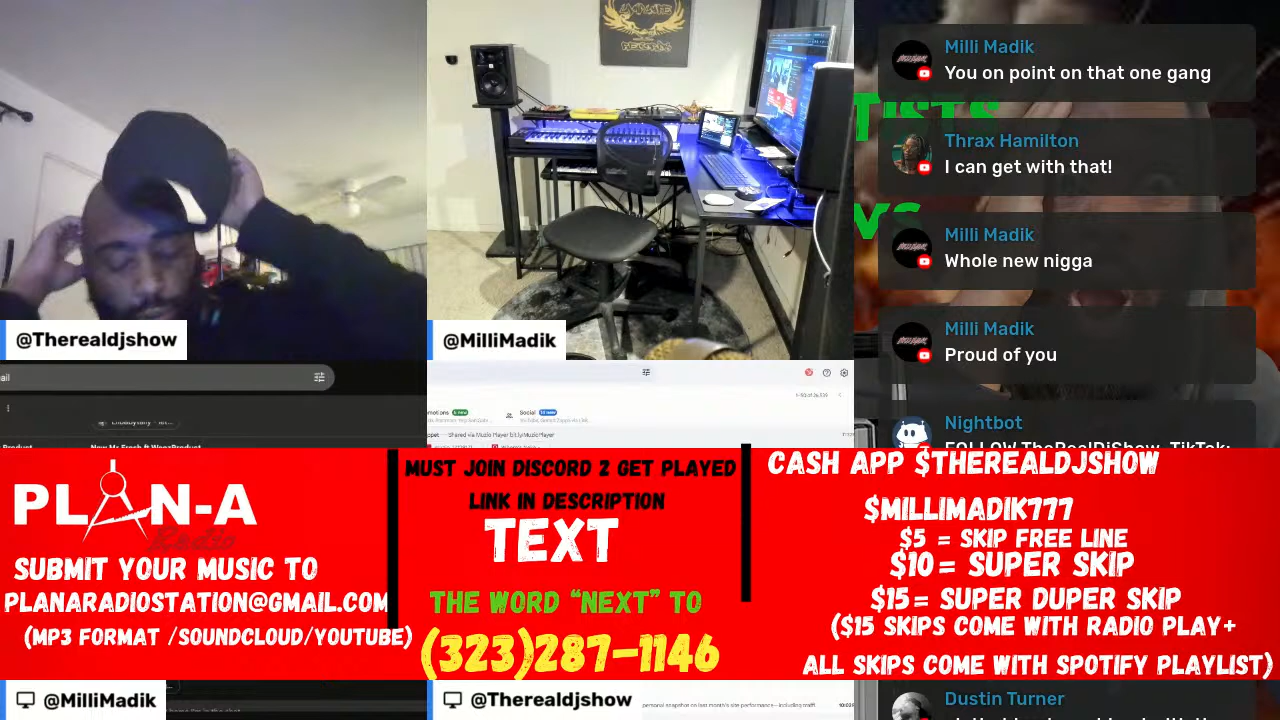 @Therealdjshow
@MilliMadik
Milli Madik
You on point on that one gang
Thrax Hamilton
I can get with that!
Milli Madik
Whole new nigga
Milli Madik
Proud of you
Nightbot
PLAN-A
Radio
SUBMIT YOUR MUSIC TO
PLANARADIOSTATION@GMAIL.COM
(MP3 FORMAT /SOUNDCLOUD/YOUTUBE)
MUST JOIN DISCORD 2 GET PLAYED
LINK IN DESCRIPTION
TEXT
THE WORD “NEXT” TO
(323)287-1146
CASH APP $THEREALDJSHOW
$MILLIMADIK777
$5 = SKIP FREE LINE
$10 = SUPER SKIP
$15 = SUPER DUPER SKIP
($15 SKIPS COME WITH RADIO PLAY+
ALL SKIPS COME WITH SPOTIFY PLAYLIST)
@MilliMadik
@Therealdjshow
Dustin Turner